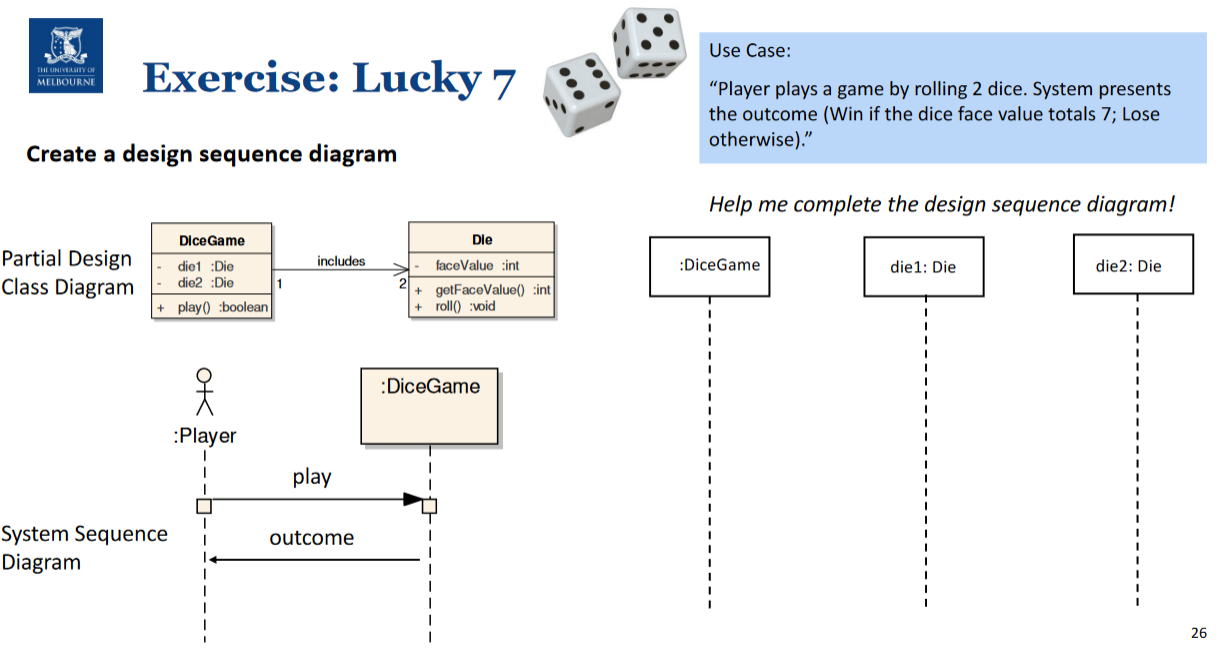 THE UNIVERSITY OF
MELBOURNE
Exercise: Lucky 7
Use Case:
“Player plays a game by rolling 2 dice. System presents
the outcome (Win if the dice face value totals 7; Lose
otherwise).”
Create a design sequence diagram
Help me complete the design sequence diagram!
Partial Design
Class Diagram
DiceGame
- die1 :Die
- die2 :Die
+ play() :boolean
includes
1
2
Die
- faceValue :int
+ getFaceValue() :int
+ roll() :void
:DiceGame
die1: Die
die2: Die
:Player
:DiceGame
play
outcome
System Sequence
Diagram
26